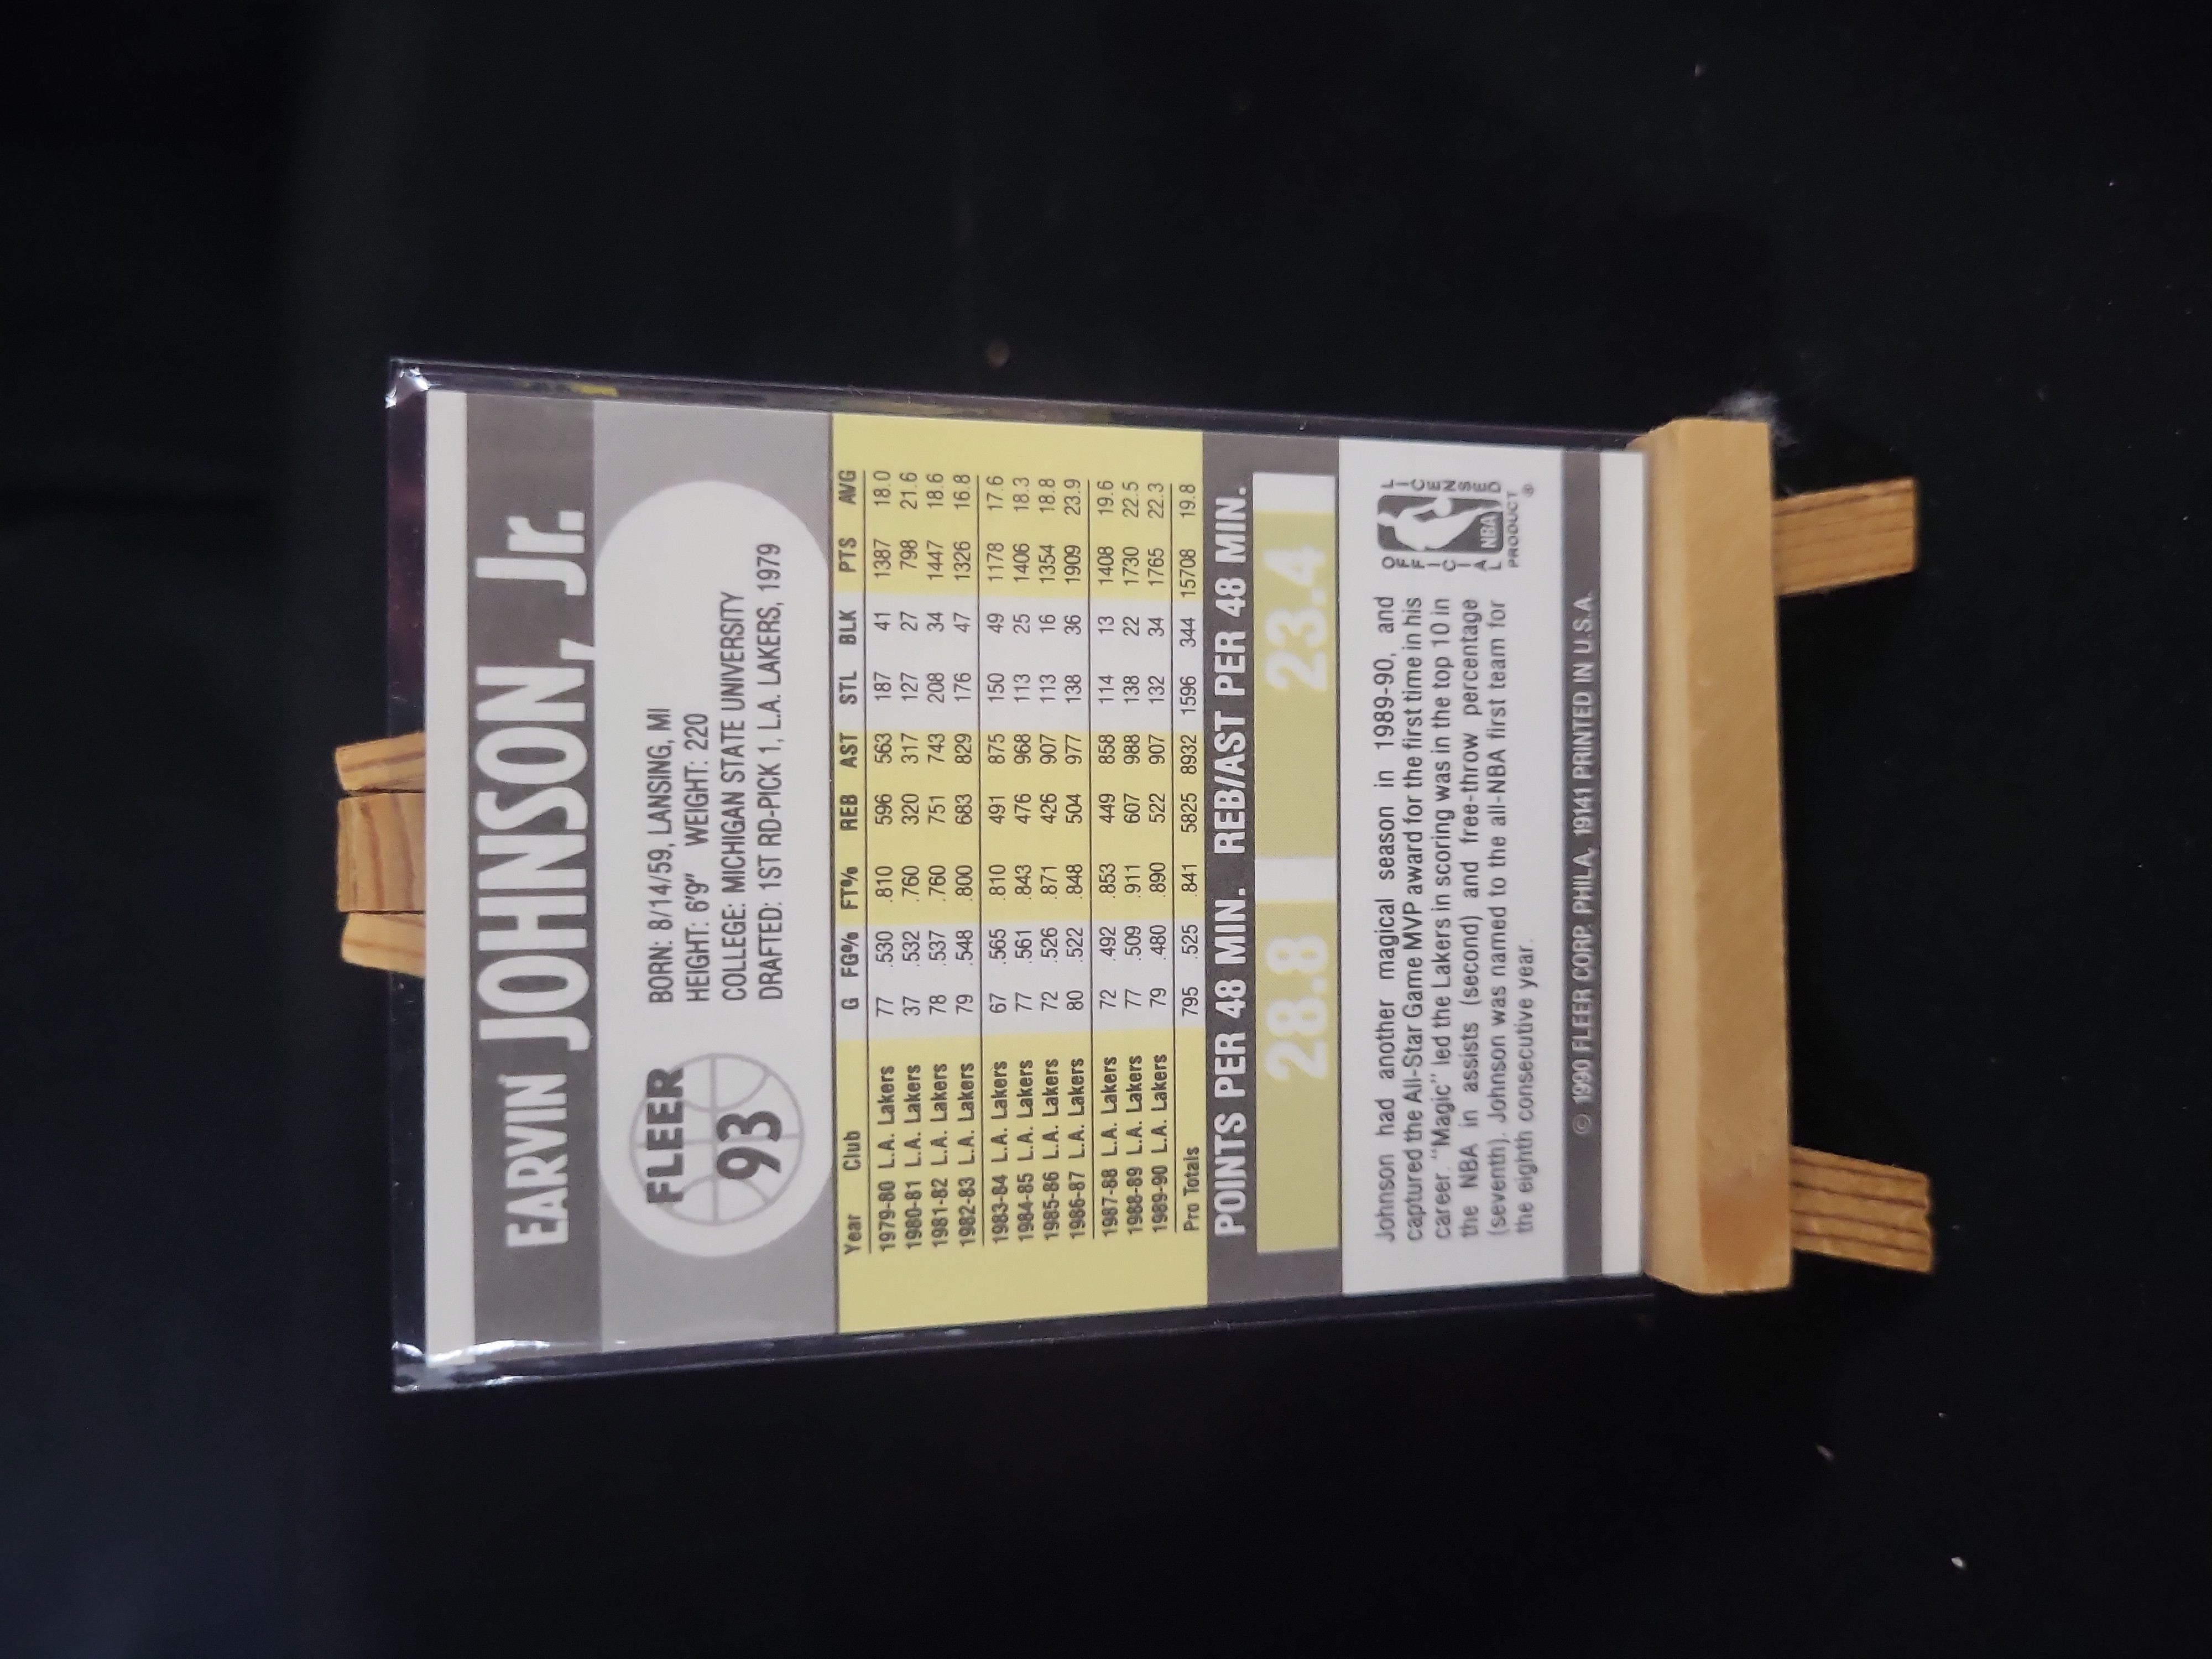 EARVIN JOHNSON, Jr.
FLEER
93
BORN: 8/14/59, LANSING, MI
HEIGHT: 6'9" WEIGHT: 220
COLLEGE: MICHIGAN STATE UNIVERSITY
DRAFTED: 1ST RD-PICK 1, L.A. LAKERS, 1979
Year Club G FG% FT% REB AST STL BLK PTS AVG
1979-80 L.A. Lakers 77 .530 .810 596 563 187 41 1387 18.0
1980-81 L.A. Lakers 37 .532 .760 320 317 127 27 798 21.6
1981-82 L.A. Lakers 78 .537 .760 751 743 208 34 1447 18.6
1982-83 L.A. Lakers 79 .548 .800 683 829 176 47 1326 16.8
1983-84 L.A. Lakers 67 .565 .810 491 875 150 49 1178 17.6
1984-85 L.A. Lakers 77 .561 .843 476 968 113 25 1406 18.3
1985-86 L.A. Lakers 72 .526 .871 426 907 113 16 1354 18.8
1986-87 L.A. Lakers 80 .522 .848 504 977 138 36 1909 23.9
1987-88 L.A. Lakers 72 .492 .853 449 858 114 13 1408 19.6
1988-89 L.A. Lakers 77 .509 .911 607 988 138 22 1730 22.5
1989-90 L.A. Lakers 79 .480 .890 522 907 132 34 1765 22.3
Pro Totals 795 .525 .841 5825 8932 1596 344 15708 19.8
POINTS PER 48 MIN. REB/AST PER 48 MIN.
28.8 23.4
Johnson had another magical season in 1989-90, and
captured the All-Star Game MVP award for the first time in his
career. "Magic" led the Lakers in scoring was in the top 10 in
the NBA in assists (second) and free-throw percentage
(seventh). Johnson was named to the all-NBA first team for
the eighth consecutive year.
OFFICIAL LICENSED
NBA
PRODUCT ®
© 1990 FLEER CORP. PHILA. 19141 PRINTED IN U.S.A.